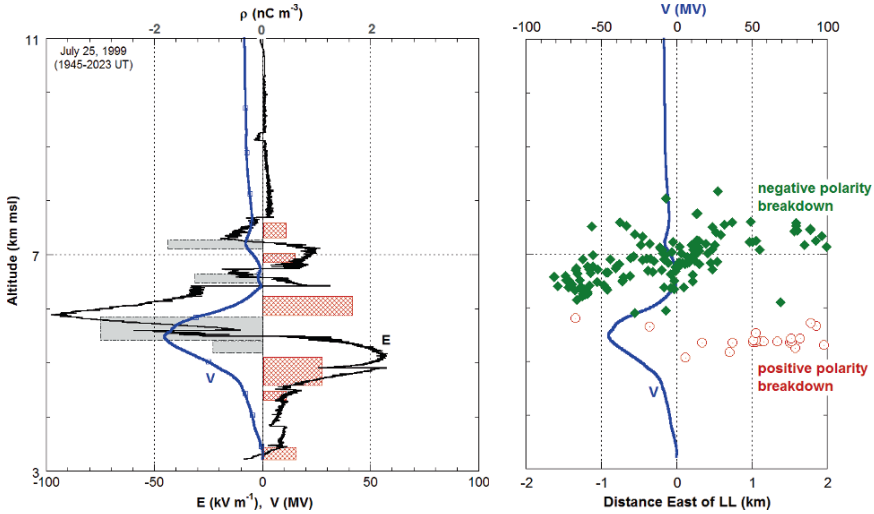 ρ (nC m⁻³)
-2 0 2
11
July 25, 1999
(1945-2023 UT)
7
Altitude (km msl)
E
V
3
-100 -50 0 50 100
E (kV m⁻¹), V (MV)
V (MV)
-100 -50 0 50 100
negative polarity
breakdown
positive polarity
breakdown
V
-2 -1 0 1 2
Distance East of LL (km)